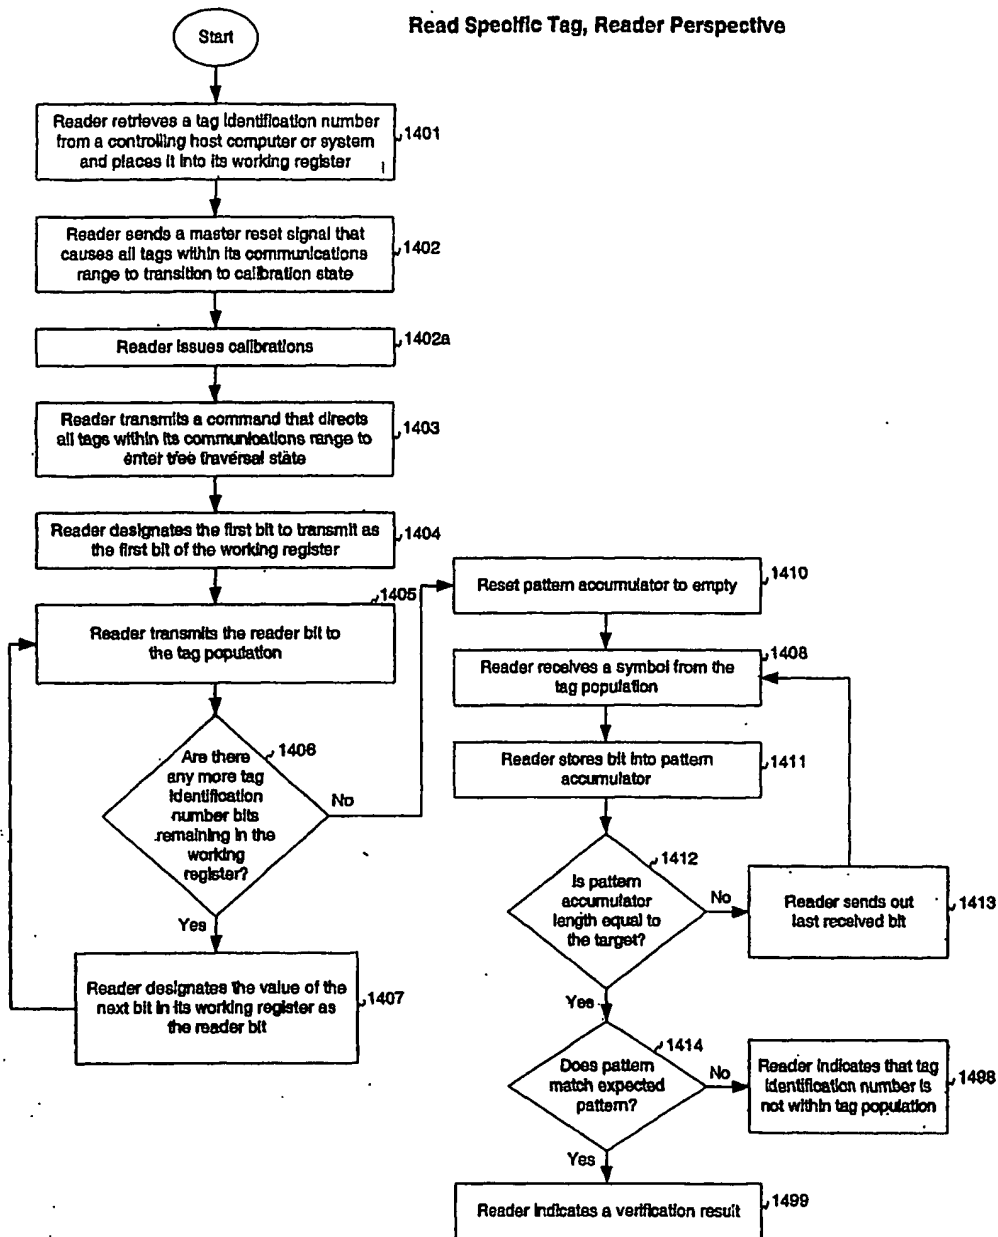 Read Specific Tag, Reader Perspective
Start
Reader retrieves a tag identification number
from a controlling host computer or system
and places it into its working register
1401
Reader sends a master reset signal that
causes all tags within its communications
range to transition to calibration state
1402
Reader issues calibrations
1402a
Reader transmits a command that directs
all tags within its communications range to
enter tree traversal state
1403
Reader designates the first bit to transmit as
the first bit of the working register
1404
1405
Reader transmits the reader bit to
the tag population
1406
Are there
any more tag
identification
number bits
remaining in the
working
register?
No
Yes
Reader designates the value of the
next bit in its working register as
the reader bit
1407
Reset pattern accumulator to empty
1410
Reader receives a symbol from the
tag population
1408
Reader stores bit into pattern
accumulator
1411
1412
Is pattern
accumulator
length equal to
the target?
No
Reader sends out
last received bit
1413
Yes
1414
Does pattern
match expected
pattern?
No
Reader indicates that tag
identification number is
not within tag population
1498
Yes
Reader indicates a verification result
1499